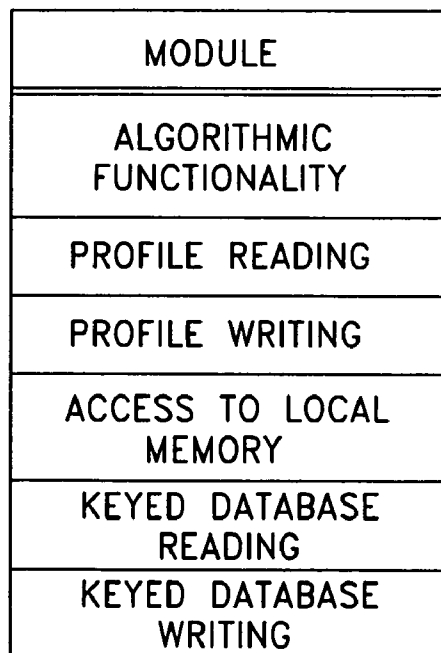 MODULE
ALGORITHMIC
FUNCTIONALITY
PROFILE READING
PROFILE WRITING
ACCESS TO LOCAL
MEMORY
KEYED DATABASE
READING
KEYED DATABASE
WRITING